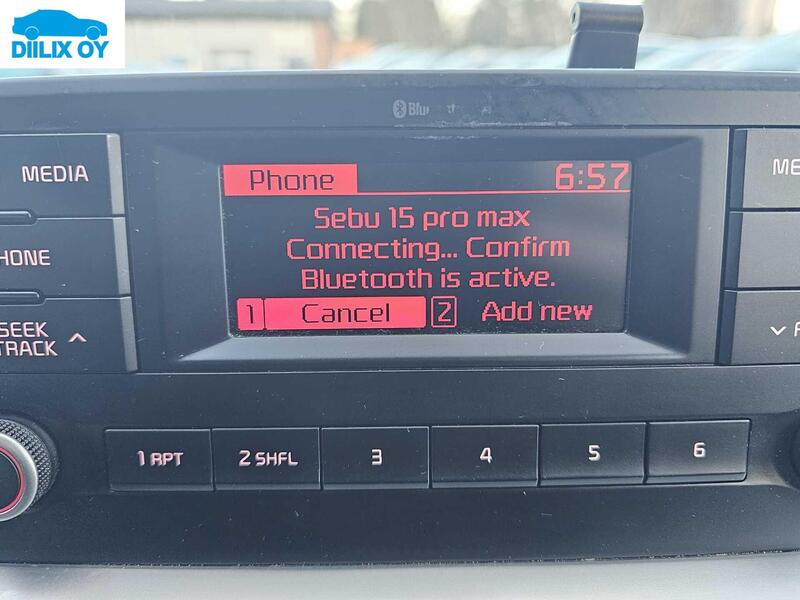 DIILIX OY
MEDIA
PHONE
SEEK
TRACK
Phone 6:57
Sebu 15 pro max
Connecting... Confirm
Bluetooth is active.
1 Cancel 2 Add new
1 RPT 2 SHFL 3 4 5 6